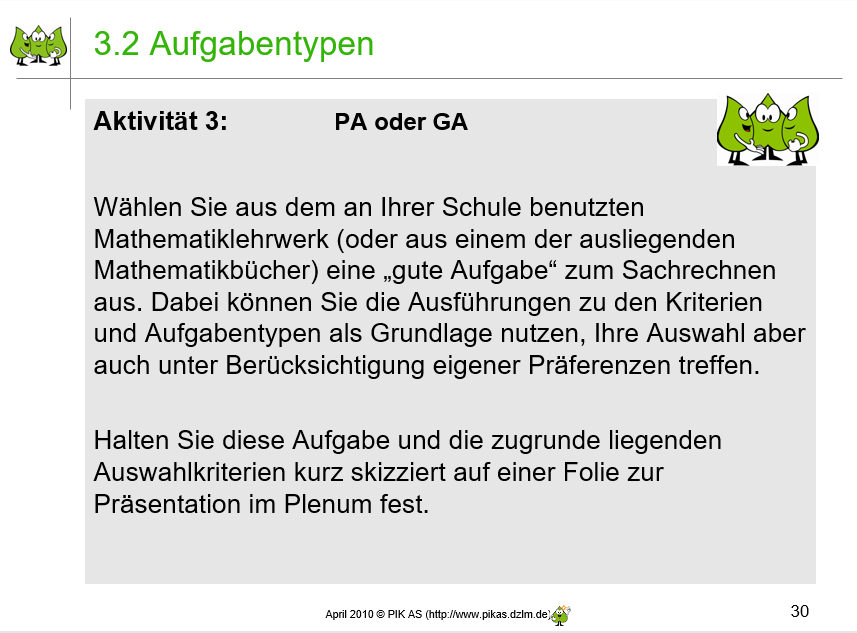 3.2 Aufgabentypen
Aktivität 3: PA oder GA
Wählen Sie aus dem an Ihrer Schule benutzten
Mathematiklehrwerk (oder aus einem der ausliegenden
Mathematikbücher) eine „gute Aufgabe“ zum Sachrechnen
aus. Dabei können Sie die Ausführungen zu den Kriterien
und Aufgabentypen als Grundlage nutzen, Ihre Auswahl aber
auch unter Berücksichtigung eigener Präferenzen treffen.
Halten Sie diese Aufgabe und die zugrunde liegenden
Auswahlkriterien kurz skizziert auf einer Folie zur
Präsentation im Plenum fest.
April 2010 © PIK AS (http://www.pikas.dzlm.de)
30